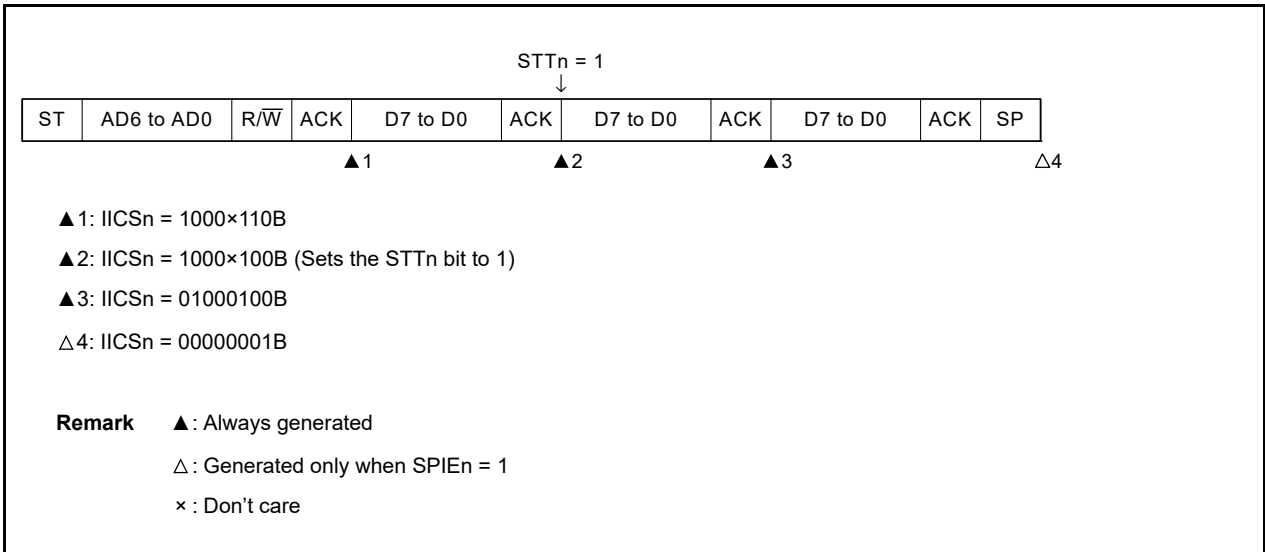 STTn = 1
↓
ST AD6 to AD0 R/W̅ ACK D7 to D0 ACK D7 to D0 ACK D7 to D0 ACK SP
▲1 ▲2 ▲3 △4
▲1: IICSn = 1000×110B
▲2: IICSn = 1000×100B (Sets the STTn bit to 1)
▲3: IICSn = 01000100B
△4: IICSn = 00000001B
Remark ▲: Always generated
△: Generated only when SPIEn = 1
×: Don’t care